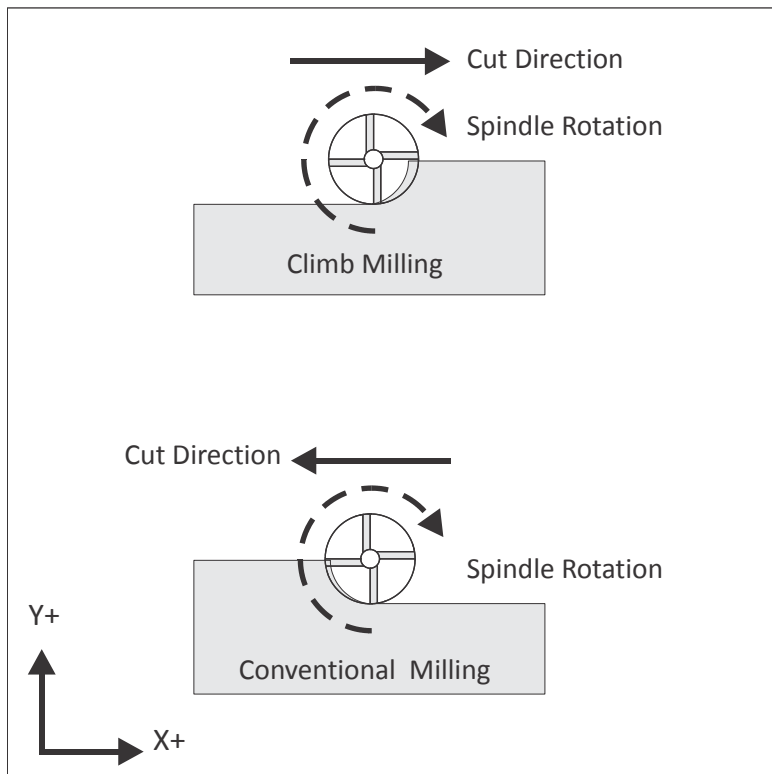 Cut Direction
Spindle Rotation
Climb Milling
Cut Direction
Spindle Rotation
Conventional  Milling
Y+
X+